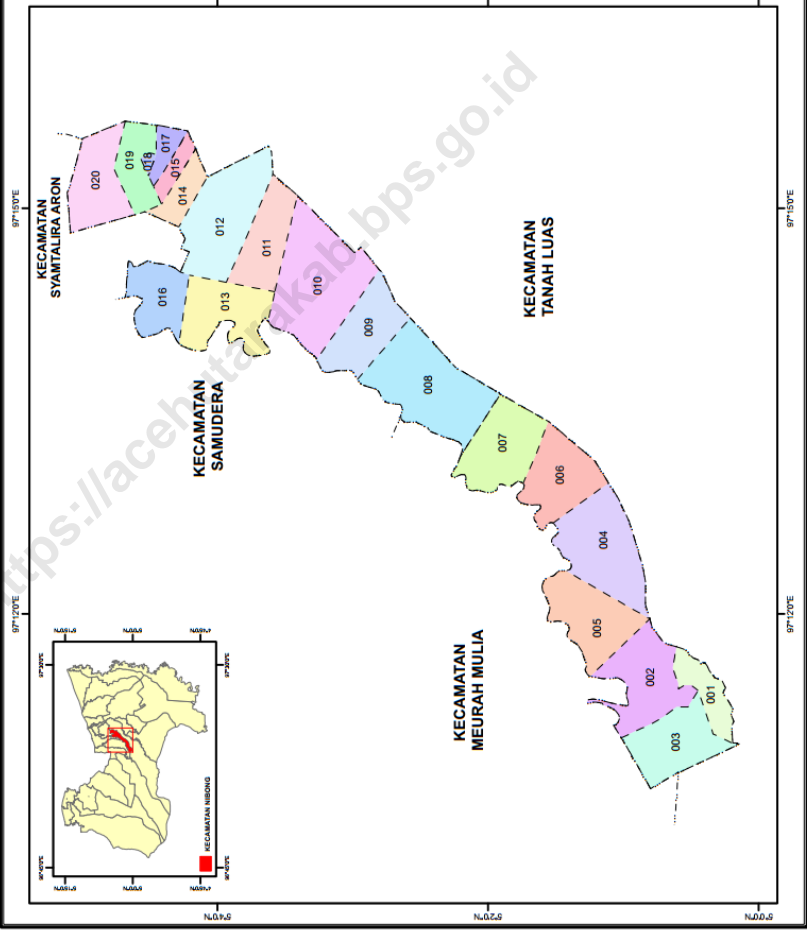 KECAMATAN
SYAMTALIRA ARON
97°15'0"E
020
019
018
017
015
014
012
011
016
013
010
009
008
007
006
004
005
002
001
003
KECAMATAN
SAMUDERA
KECAMATAN
TANAH LUAS
KECAMATAN
MEURAH MULIA
97°12'0"E
KECAMATAN NIBONG
5°4'0"N
5°2'0"N
5°0'0"N
https://acehutarakab.bps.go.id